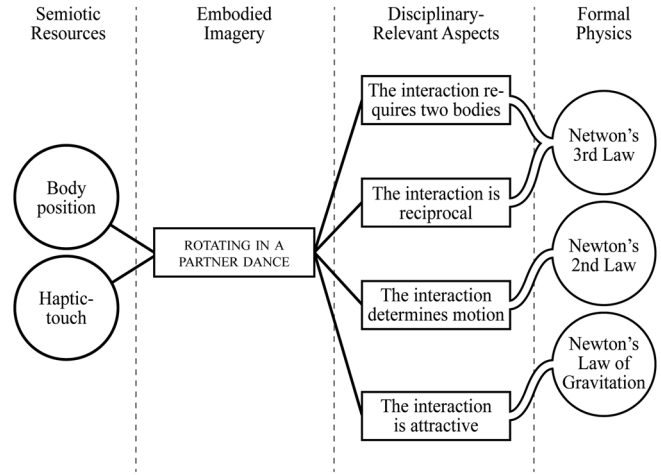 Semiotic
Resources
Embodied
Imagery
Disciplinary-
Relevant Aspects
Formal
Physics
Body
position
Haptic-
touch
ROTATING IN A
PARTNER DANCE
The interaction re-
quires two bodies
The interaction is
reciprocal
The interaction
determines motion
The interaction
is attractive
Netwon's
3rd Law
Newton's
2nd Law
Newton's
Law of
Gravitation